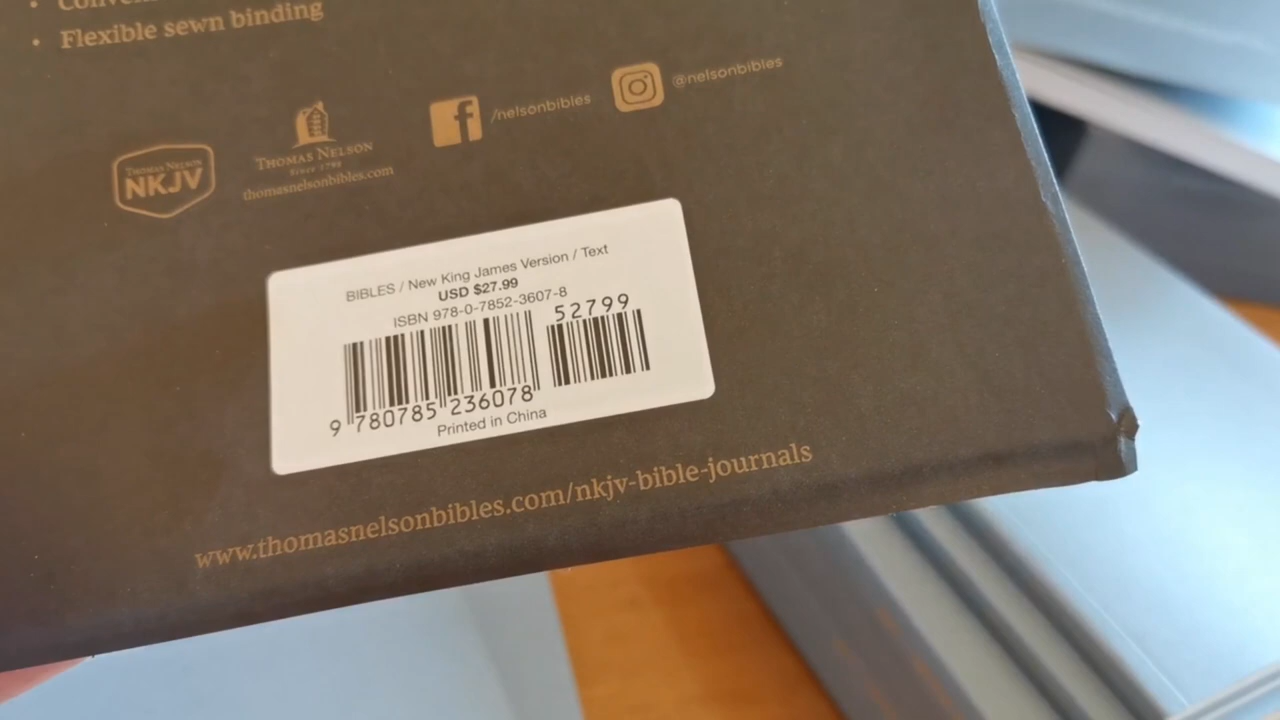 • Flexible sewn binding
THOMAS NELSON
NKJV
THOMAS NELSON
Since 1798
thomasnelsonbibles.com
/nelsonbibles
@nelsonbibles
BIBLES / New King James Version / Text
USD $27.99
ISBN 978-0-7852-3607-8
52799
9 780785 236078
Printed in China
www.thomasnelsonbibles.com/nkjv-bible-journals